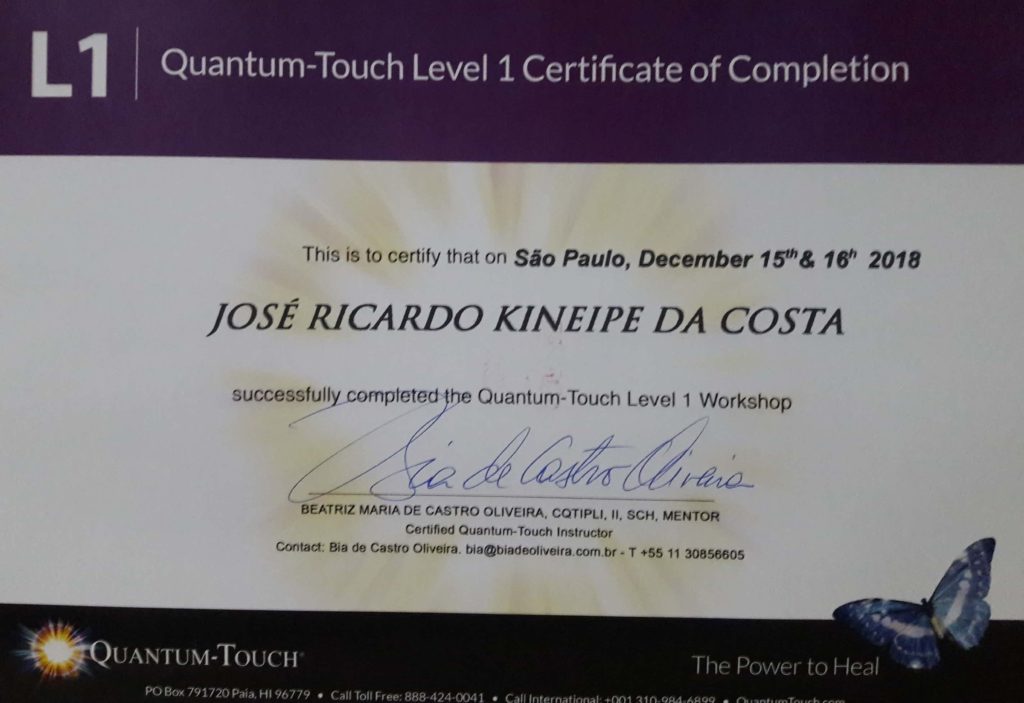 L1 | Quantum-Touch Level 1 Certificate of Completion
This is to certify that on São Paulo, December 15th & 16h 2018
JOSÉ RICARDO KINEIPE DA COSTA
successfully completed the Quantum-Touch Level 1 Workshop
Bia de Castro Oliveira
BEATRIZ MARIA DE CASTRO OLIVEIRA, CQTIPLI, II, SCH, MENTOR
Certified Quantum-Touch Instructor
Contact: Bia de Castro Oliveira. bia@biadeoliveira.com.br - T +55 11 30856605
QUANTUM-TOUCH®
The Power to Heal
PO Box 791720 Paia, HI 96779 • Call Toll Free: 888-424-0041 • Call International: +001 310-984-6899 • QuantumTouch.com